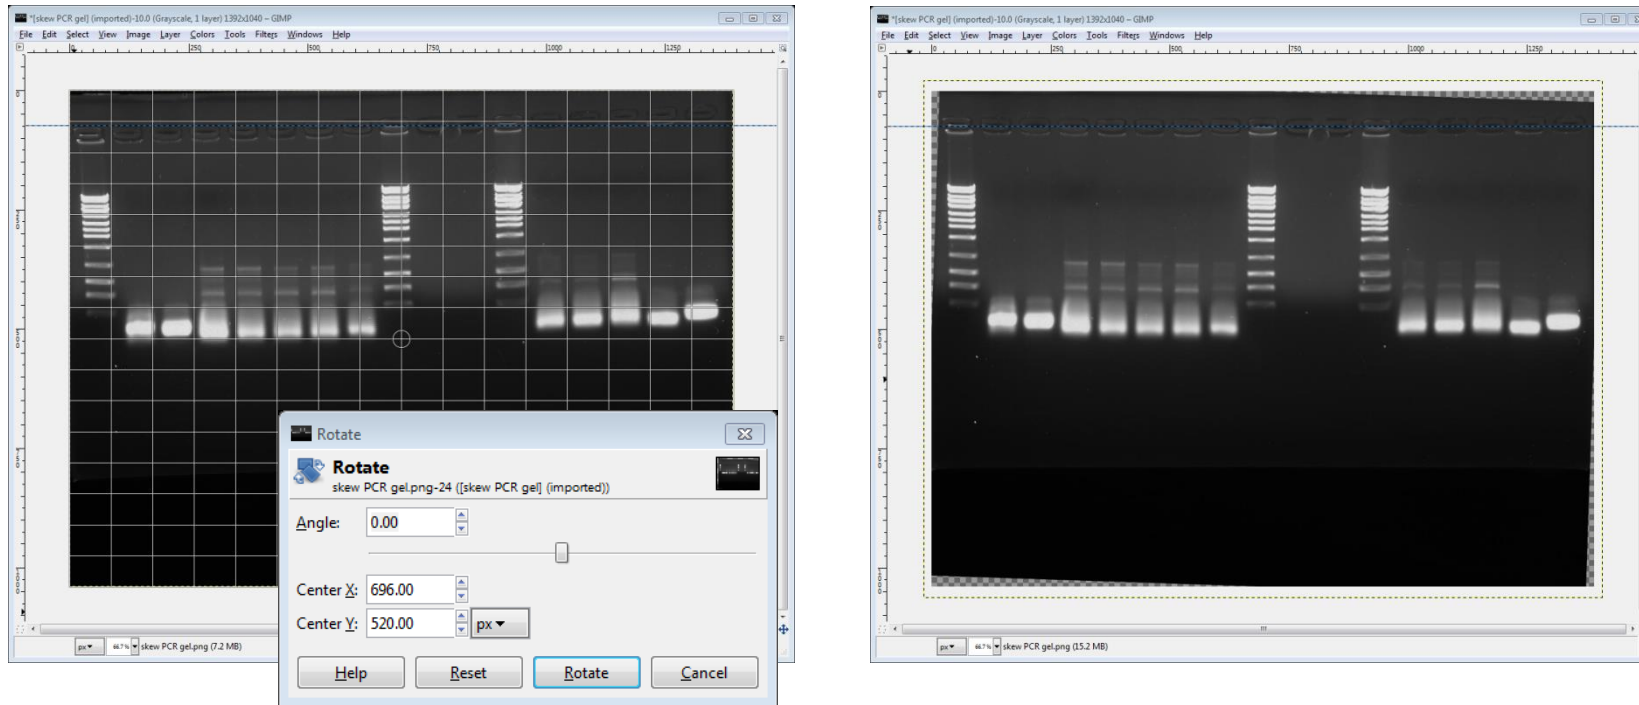 *[skew PCR gel] (imported)-10.0 (Grayscale, 1 layer) 1392x1040 – GIMP
File Edit Select View Image Layer Colors Tools Filters Windows Help
0 250 500 750 1000 1250
Rotate
Rotate
skew PCR gel.png-24 ([skew PCR gel] (imported))
Angle: 0.00
Center X: 696.00
Center Y: 520.00 px
Help Reset Rotate Cancel
px 66.7% skew PCR gel.png (7.2 MB)
*[skew PCR gel] (imported)-10.0 (Grayscale, 1 layer) 1392x1040 – GIMP
File Edit Select View Image Layer Colors Tools Filters Windows Help
0 250 500 750 1000 1250
px 66.7% skew PCR gel.png (15.2 MB)